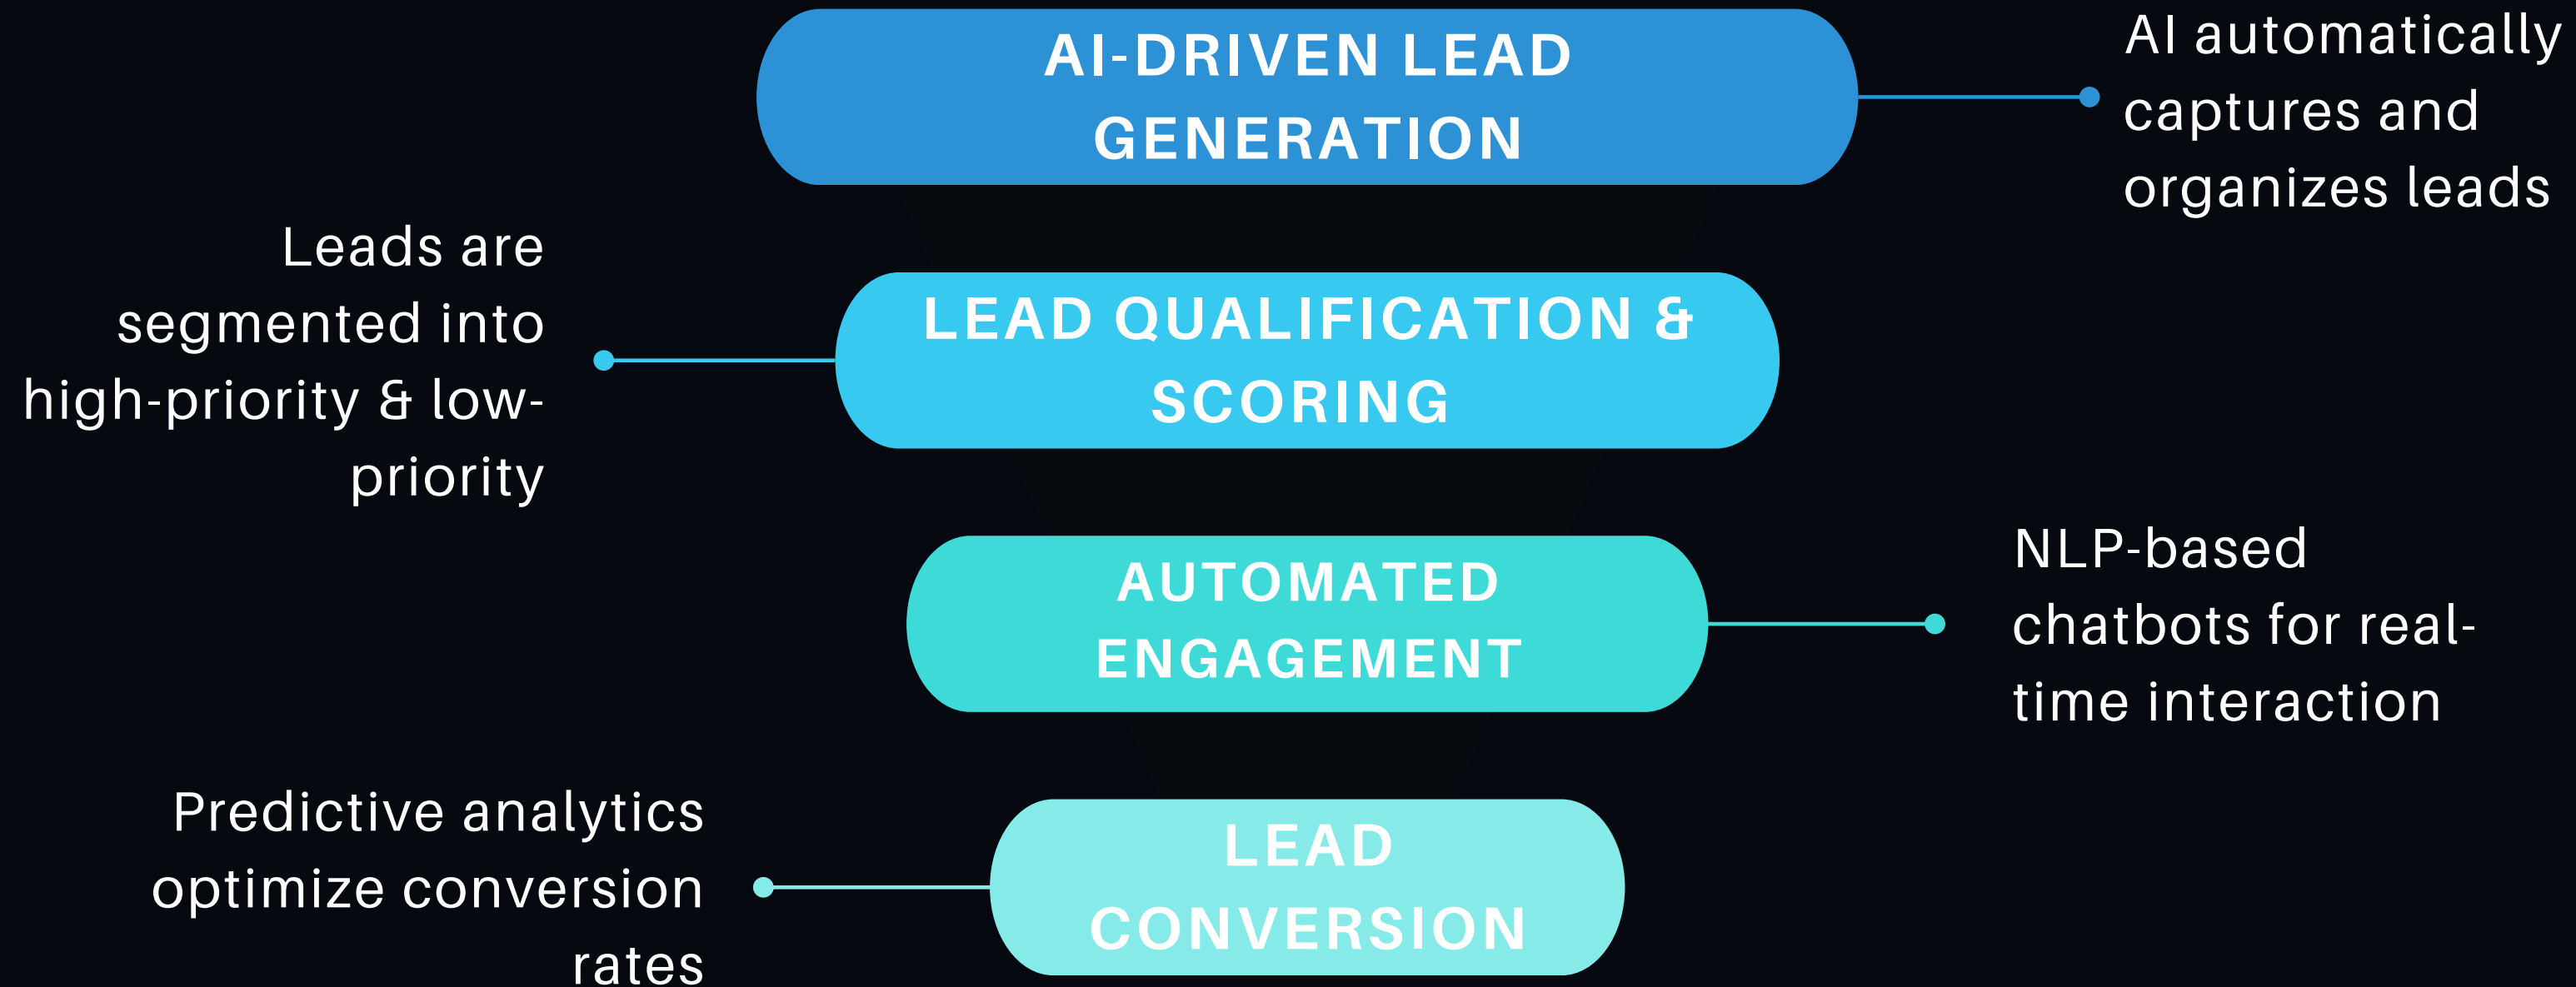 AI-DRIVEN LEAD
GENERATION
AI automatically
captures and
organizes leads
Leads are
segmented into
high-priority & low-
priority
LEAD QUALIFICATION &
SCORING
AUTOMATED
ENGAGEMENT
NLP-based
chatbots for real-
time interaction
Predictive analytics
optimize conversion
rates
LEAD
CONVERSION